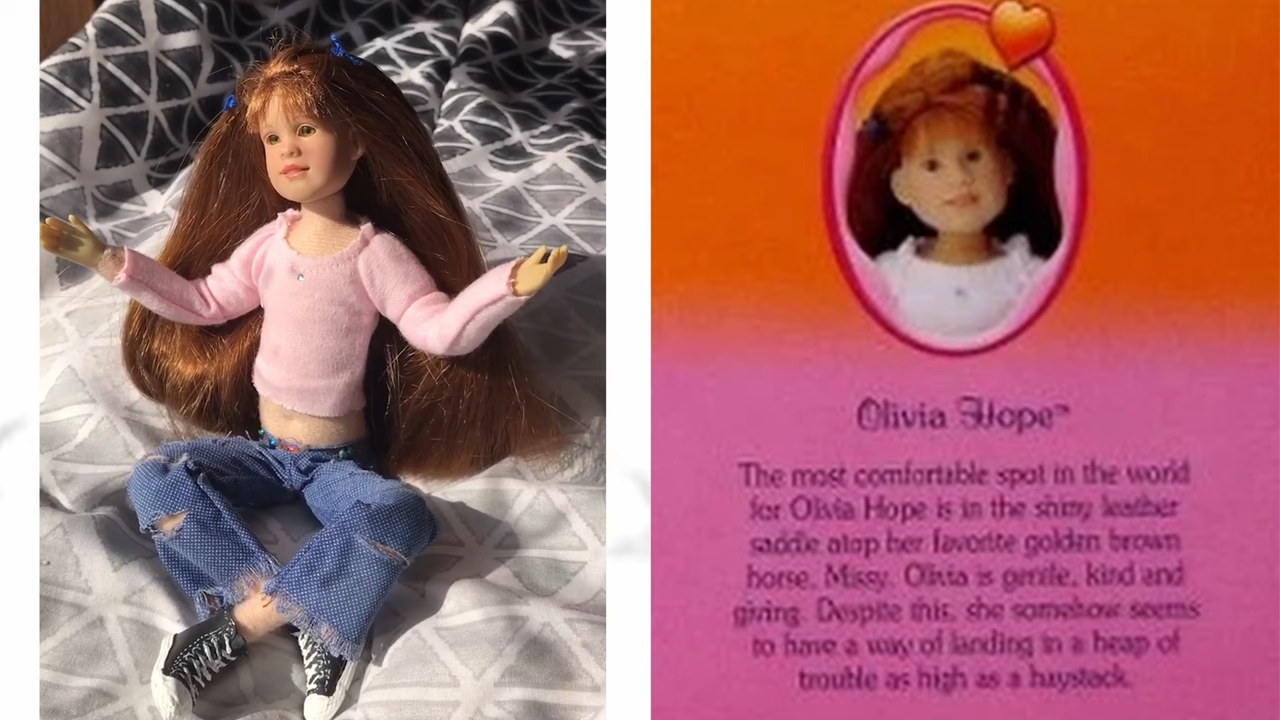 Olivia Hope™
The most comfortable spot in the world
for Olivia Hope is in the shiny leather
saddle atop her favorite golden brown
horse, Missy. Olivia is gentle, kind and
giving. Despite this, she somehow seems
to have a way of landing in a heap of
trouble as high as a haystack.